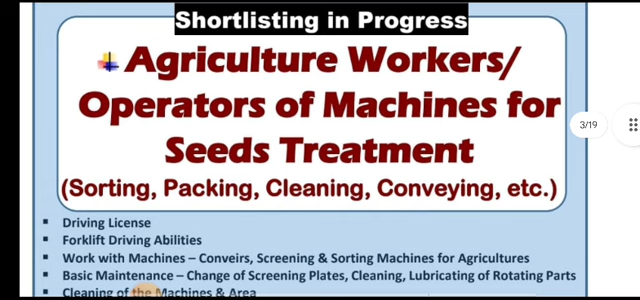 Shortlisting in Progress
Agriculture Workers/
Operators of Machines for
Seeds Treatment
(Sorting, Packing, Cleaning, Conveying, etc.)
3/19
▪ Driving License
▪ Forklift Driving Abilities
▪ Work with Machines – Conveirs, Screening & Sorting Machines for Agricultures
▪ Basic Maintenance – Change of Screening Plates, Cleaning, Lubricating of Rotating Parts
▪ Cleaning of the Machines & Area